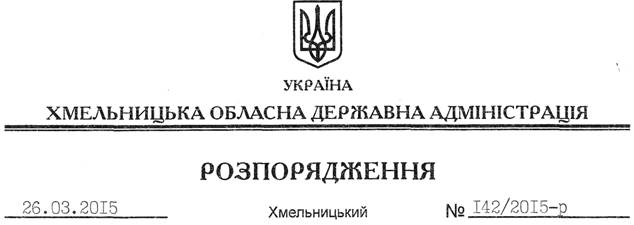 УКРАЇНА
ХМЕЛЬНИЦЬКА ОБЛАСНА ДЕРЖАВНА АДМІНІСТРАЦІЯ
РОЗПОРЯДЖЕННЯ
26.03.2015 Хмельницький № 142/2015-р